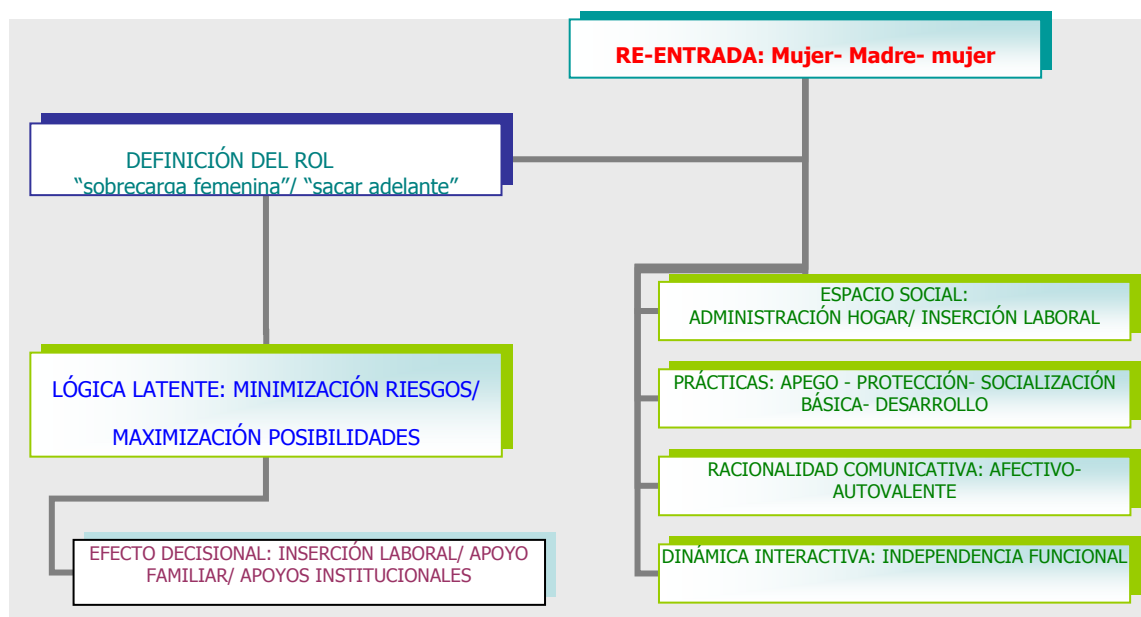 RE-ENTRADA: Mujer- Madre- mujer
DEFINICIÓN DEL ROL
“sobrecarga femenina”/ “sacar adelante”
LÓGICA LATENTE: MINIMIZACIÓN RIESGOS/
MAXIMIZACIÓN POSIBILIDADES
EFECTO DECISIONAL: INSERCIÓN LABORAL/ APOYO
FAMILIAR/ APOYOS INSTITUCIONALES
ESPACIO SOCIAL:
ADMINISTRACIÓN HOGAR/ INSERCIÓN LABORAL
PRÁCTICAS: APEGO - PROTECCIÓN- SOCIALIZACIÓN
BÁSICA- DESARROLLO
RACIONALIDAD COMUNICATIVA: AFECTIVO-
AUTOVALENTE
DINÁMICA INTERACTIVA: INDEPENDENCIA FUNCIONAL